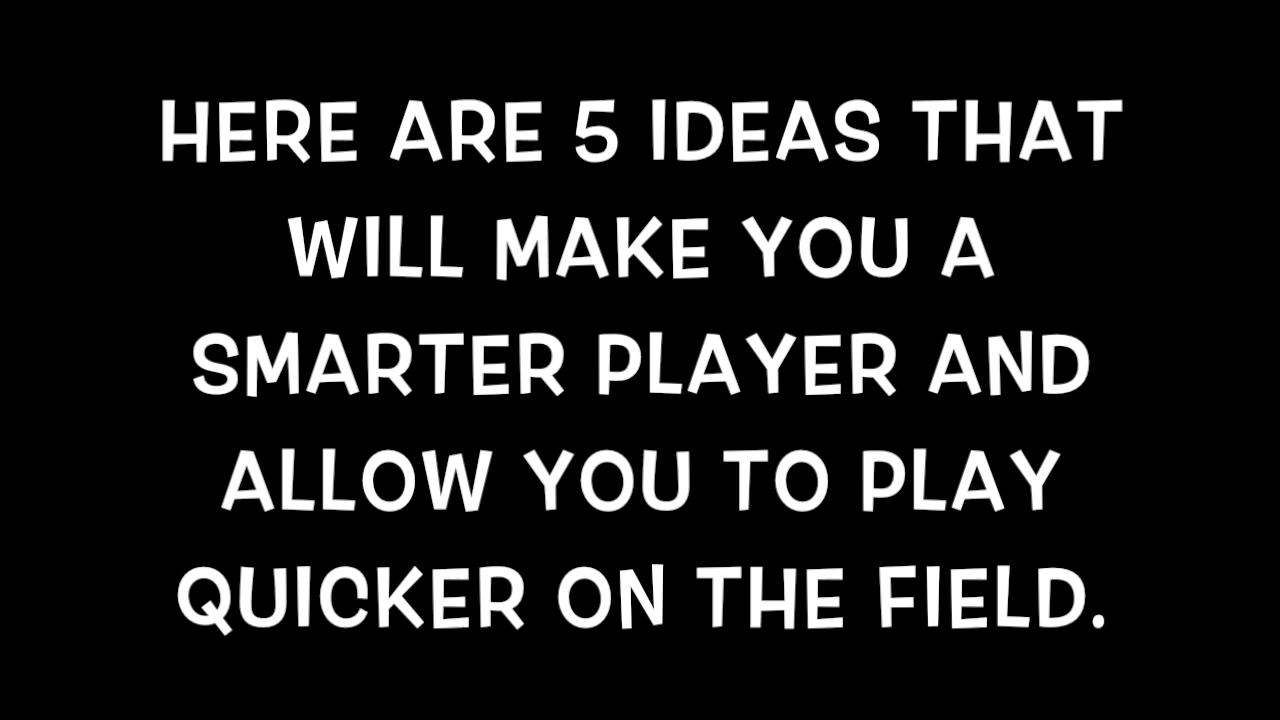 HERE ARE 5 IDEAS THAT
WILL MAKE YOU A
SMARTER PLAYER AND
ALLOW YOU TO PLAY
QUICKER ON THE FIELD.